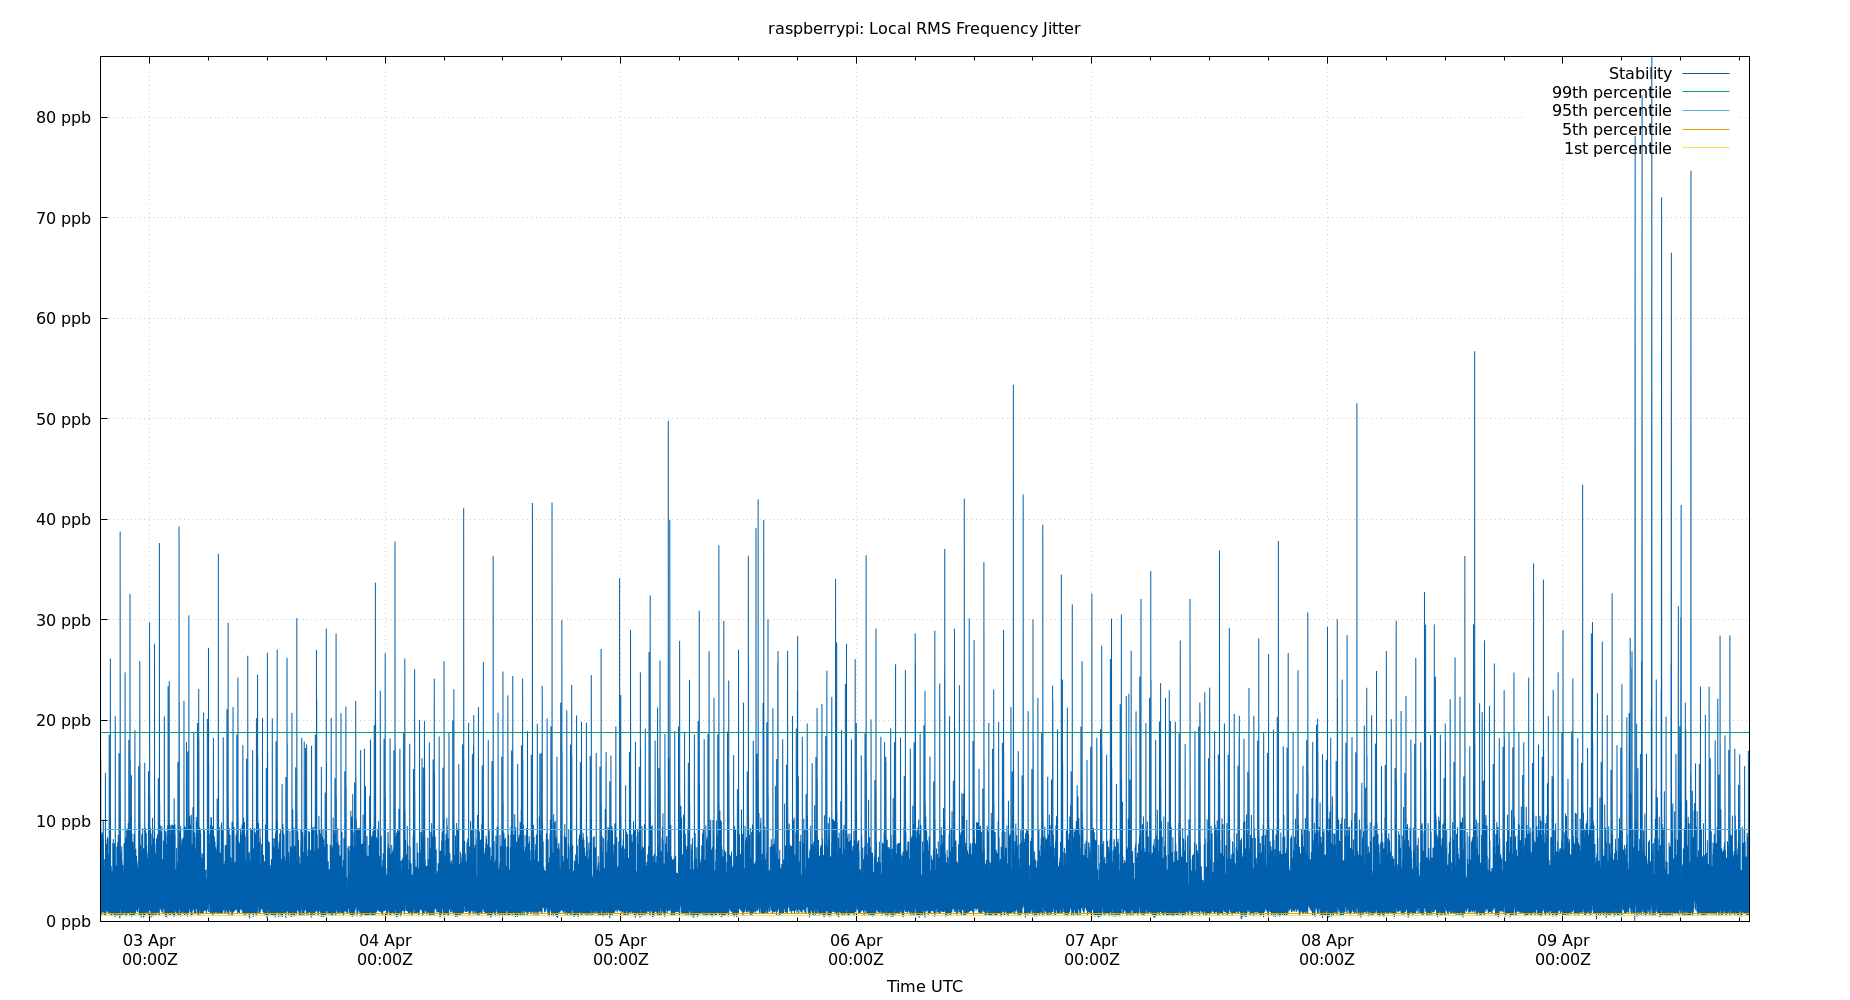 raspberrypi: Local RMS Frequency Jitter
Stability
99th percentile
95th percentile
5th percentile
1st percentile
80 ppb
70 ppb
60 ppb
50 ppb
40 ppb
30 ppb
20 ppb
10 ppb
0 ppb
03 Apr 04 Apr 05 Apr 06 Apr 07 Apr 08 Apr 09 Apr
00:00Z 00:00Z 00:00Z 00:00Z 00:00Z 00:00Z 00:00Z
Time UTC